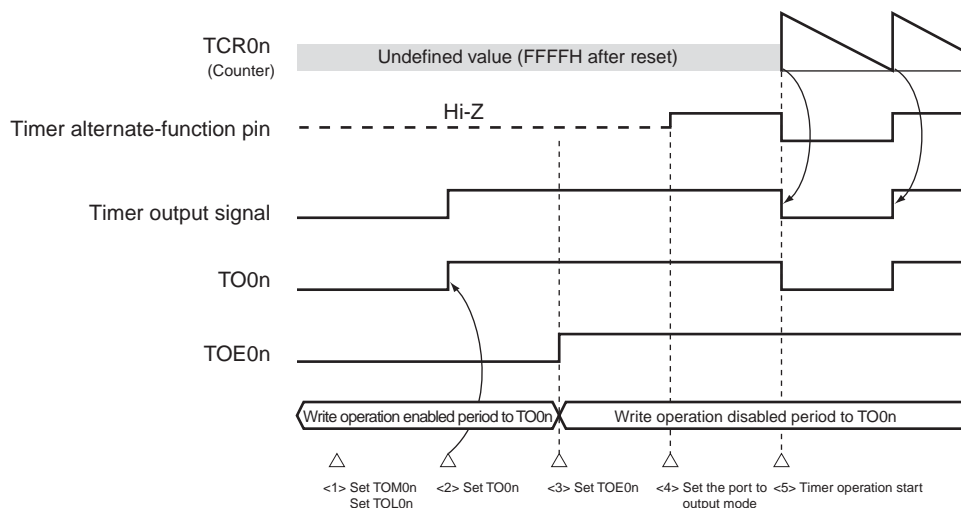 TCR0n
(Counter)
Undefined value (FFFFH after reset)
Timer alternate-function pin
Hi-Z
Timer output signal
TO0n
TOE0n
Write operation enabled period to TO0n
Write operation disabled period to TO0n
<1> Set TOM0n
Set TOL0n
<2> Set TO0n
<3> Set TOE0n
<4> Set the port to
output mode
<5> Timer operation start